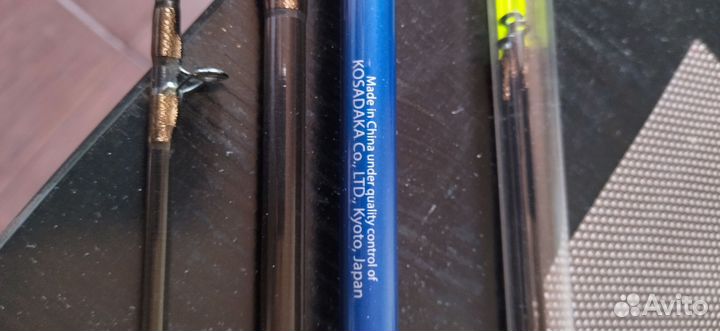 Made in China under quality control of
KOSADAKA Co., LTD., Kyoto, Japan
Avito